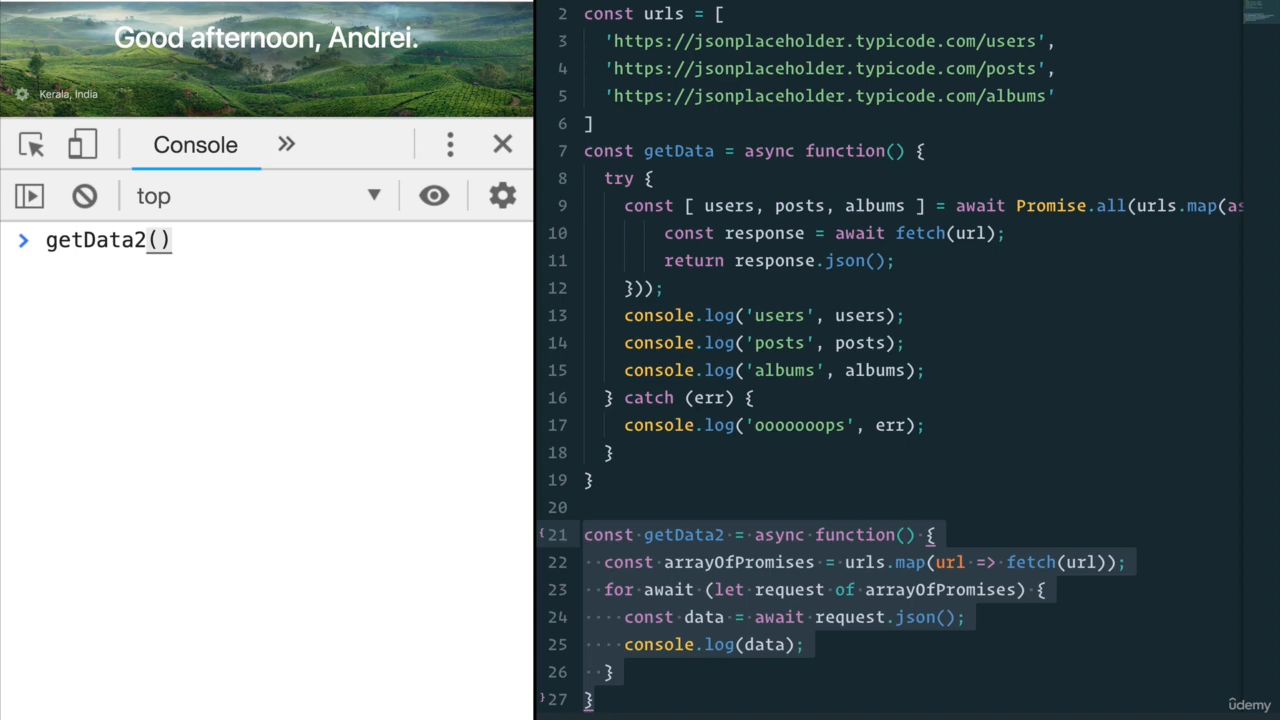 Good afternoon, Andrei.
Kerala, India
Console
top
getData2()
2 const urls = [
3 'https://jsonplaceholder.typicode.com/users',
4 'https://jsonplaceholder.typicode.com/posts',
5 'https://jsonplaceholder.typicode.com/albums'
6 ]
7 const getData = async function() {
8 try {
9 const [ users, posts, albums ] = await Promise.all(urls.map(as
10 const response = await fetch(url);
11 return response.json();
12 }));
13 console.log('users', users);
14 console.log('posts', posts);
15 console.log('albums', albums);
16 } catch (err) {
17 console.log('ooooooops', err);
18 }
19 }
20
21 const getData2 = async function() {
22 const arrayOfPromises = urls.map(url => fetch(url));
23 for await (let request of arrayOfPromises) {
24 const data = await request.json();
25 console.log(data);
26 }
27 }
ûdemy